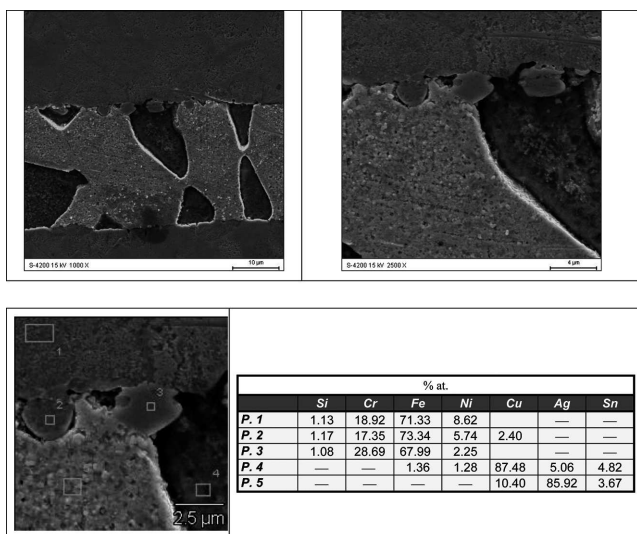 S-4200 15 kV 1000 X 10 µm
S-4200 15 kV 2500 X 4 µm
1
2 3
4
2.5 µm
% at.
Si Cr Fe Ni Cu Ag Sn
P. 1 1.13 18.92 71.33 8.62 — —
P. 2 1.17 17.35 73.34 5.74 2.40 — —
P. 3 1.08 28.69 67.99 2.25 — —
P. 4 — — 1.36 1.28 87.48 5.06 4.82
P. 5 — — — — 10.40 85.92 3.67